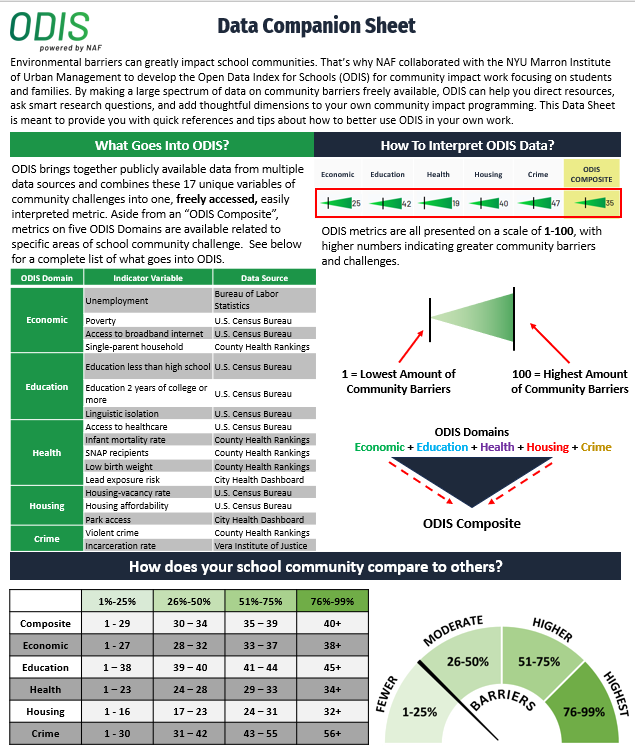 ODIS
powered by NAF
Data Companion Sheet
Environmental barriers can greatly impact school communities. That's why NAF collaborated with the NYU Marron Institute
of Urban Management to develop the Open Data Index for Schools (ODIS) for community impact work focusing on students
and families. By making a large spectrum of data on community barriers freely available, ODIS can help you direct resources,
ask smart research questions, and add thoughtful dimensions to your own community impact programming. This Data Sheet
is meant to provide you with quick references and tips about how to better use ODIS in your own work.
What Goes Into ODIS?
ODIS brings together publicly available data from multiple
data sources and combines these 17 unique variables of
community challenges into one, freely accessed, easily
interpreted metric. Aside from an "ODIS Composite",
metrics on five ODIS Domains are available related to
specific areas of school community challenge. See below
for a complete list of what goes into ODIS.
ODIS Domain Indicator Variable Data Source
Economic
Unemployment Bureau of Labor
Statistics
Poverty U.S. Census Bureau
Access to broadband internet U.S. Census Bureau
Single-parent household County Health Rankings
Education
Education less than high school U.S. Census Bureau
Education 2 years of college or
more U.S. Census Bureau
Linguistic isolation U.S. Census Bureau
Health
Access to healthcare U.S. Census Bureau
Infant mortality rate County Health Rankings
SNAP recipients County Health Rankings
Low birth weight County Health Rankings
Lead exposure risk City Health Dashboard
Housing
Housing-vacancy rate U.S. Census Bureau
Housing affordability U.S. Census Bureau
Park access City Health Dashboard
Crime
Violent crime County Health Rankings
Incarceration rate Vera Institute of Justice
How To Interpret ODIS Data?
Economic Education Health Housing Crime ODIS
COMPOSITE
25 42 19 40 47 35
ODIS metrics are all presented on a scale of 1-100, with
higher numbers indicating greater community barriers
and challenges.
1 = Lowest Amount of
Community Barriers
100 = Highest Amount
of Community Barriers
ODIS Domains
Economic + Education + Health + Housing + Crime
ODIS Composite
How does your school community compare to others?
1%-25% 26%-50% 51%-75% 76%-99%
Composite 1 - 29 30 – 34 35 – 39 40+
Economic 1 - 27 28 – 32 33 – 37 38+
Education 1 – 38 39 – 40 41 – 44 45+
Health 1 – 23 24 – 28 29 – 33 34+
Housing 1 - 16 17 – 23 24 – 31 32+
Crime 1 - 30 31 – 42 43 – 55 56+
FEWER
MODERATE
HIGHER
HIGHEST
1-25%
26-50%
51-75%
76-99%
BARRIERS